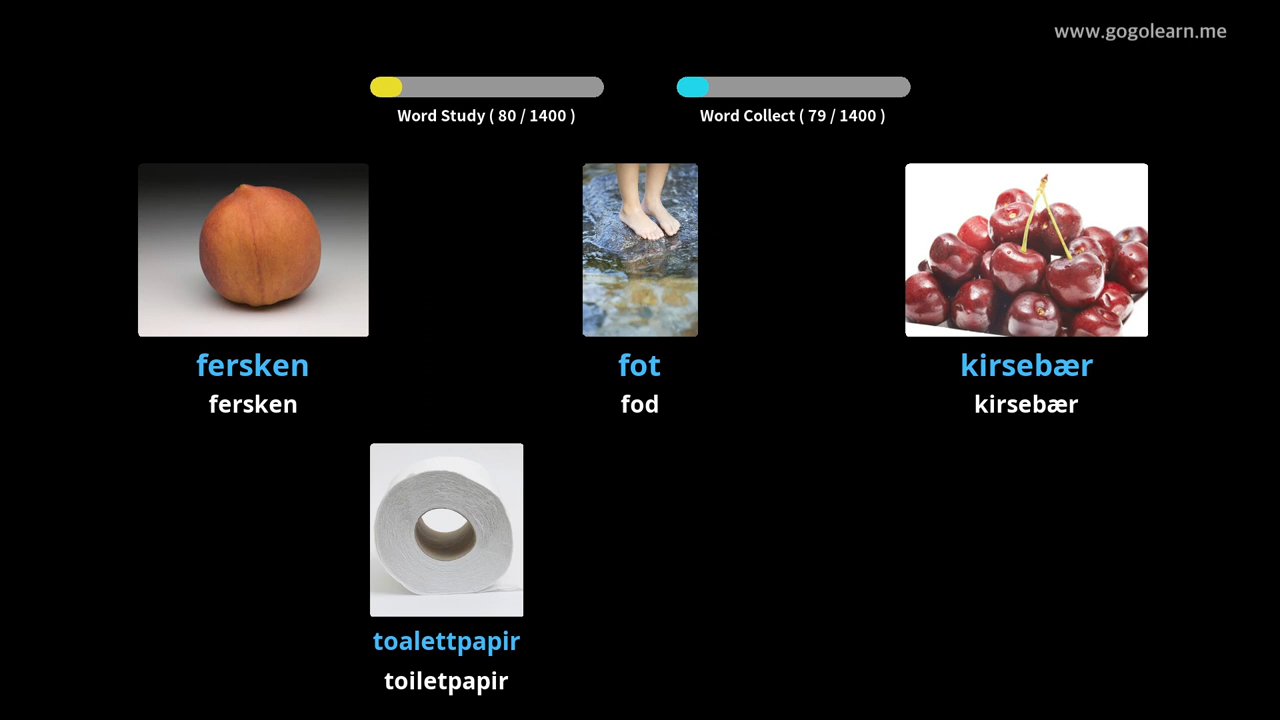 www.gogolearn.me
Word Study ( 80 / 1400 )
Word Collect ( 79 / 1400 )
fersken
fersken
fot
fod
kirsebær
kirsebær
toalettpapir
toiletpapir